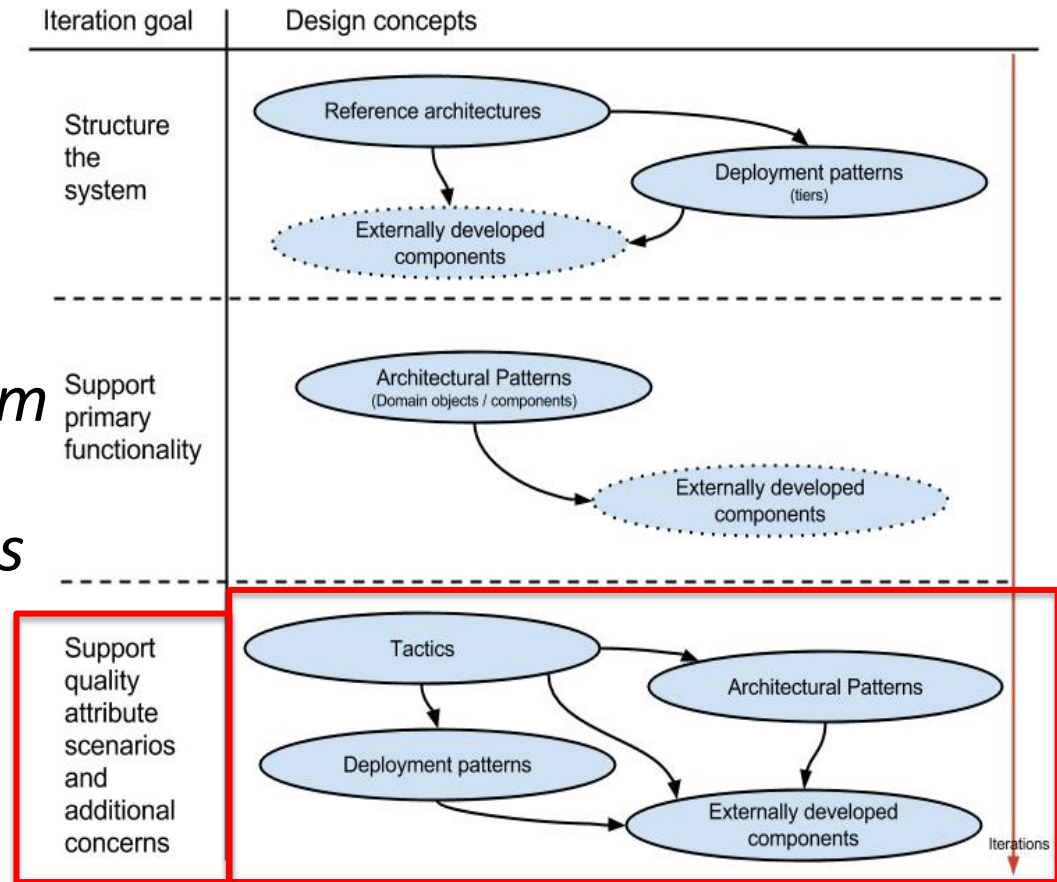 Iteration goal
Design concepts
Structure
the
system
Reference architectures
Deployment patterns
(tiers)
Externally developed
components
m
s
Support
primary
functionality
Architectural Patterns
(Domain objects / components)
Externally developed
components
Support
quality
attribute
scenarios
and
additional
concerns
Tactics
Architectural Patterns
Deployment patterns
Externally developed
components
Iterations